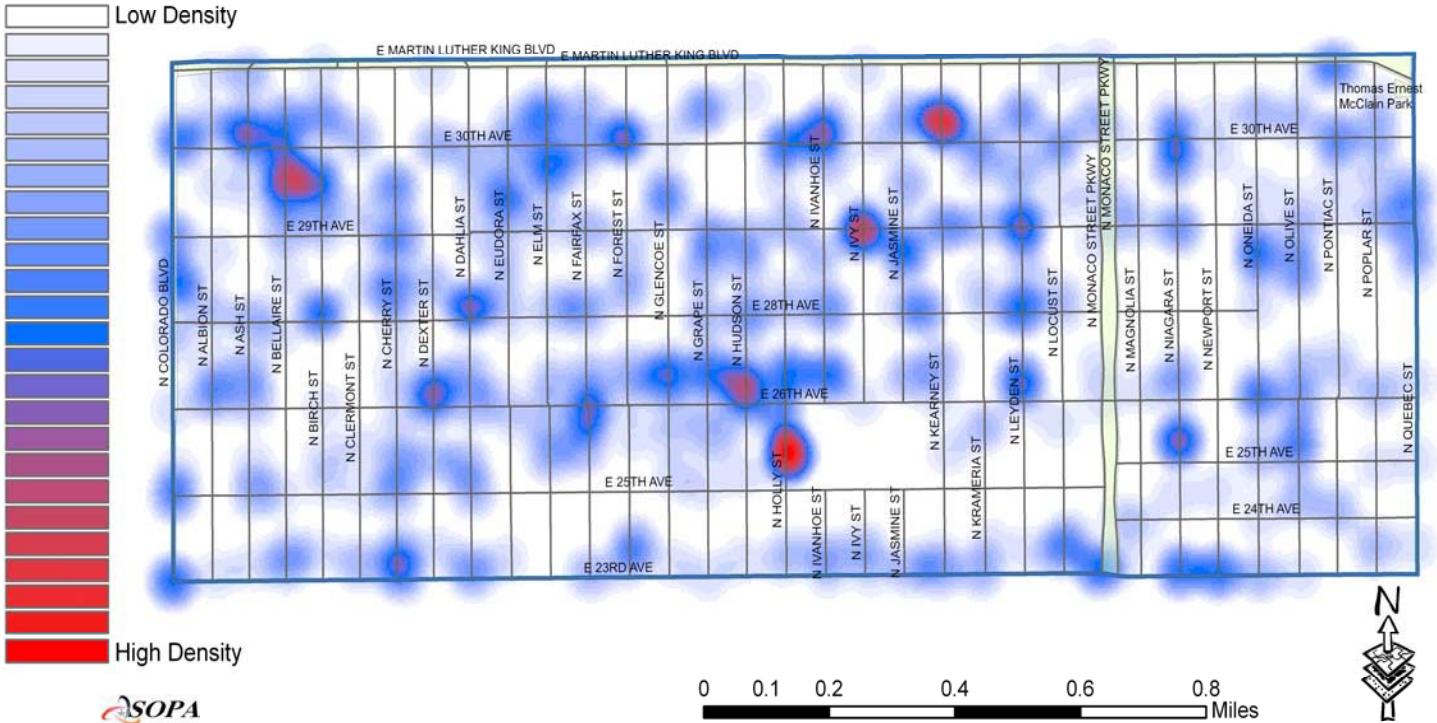 Low Density
High Density
E MARTIN LUTHER KING BLVD
E MARTIN LUTHER KING BLVD
Thomas Ernest
McClain Park
E 30TH AVE
E 30TH AVE
E 29TH AVE
E 28TH AVE
E 26TH AVE
E 25TH AVE
E 25TH AVE
E 24TH AVE
E 23RD AVE
N COLORADO BLVD
N ALBION ST
N ASH ST
N BELLAIRE ST
N BIRCH ST
N CLERMONT ST
N CHERRY ST
N DEXTER ST
N DAHLIA ST
N EUDORA ST
N ELM ST
N FAIRFAX ST
N FOREST ST
N GLENCOE ST
N GRAPE ST
N HUDSON ST
N HOLLY ST
N IVANHOE ST
N IVANHOE ST
N IVY ST
N IVY ST
N JASMINE ST
N JASMINE ST
N KEARNEY ST
N KRAMERIA ST
N LEYDEN ST
N LOCUST ST
N MONACO STREET PKWY
N MONACO STREET PKWY
N MAGNOLIA ST
N NIAGARA ST
N NEWPORT ST
N ONEIDA ST
N OLIVE ST
N PONTIAC ST
N POPLAR ST
N QUEBEC ST
N
SOPA
0 0.1 0.2 0.4 0.6 0.8
Miles